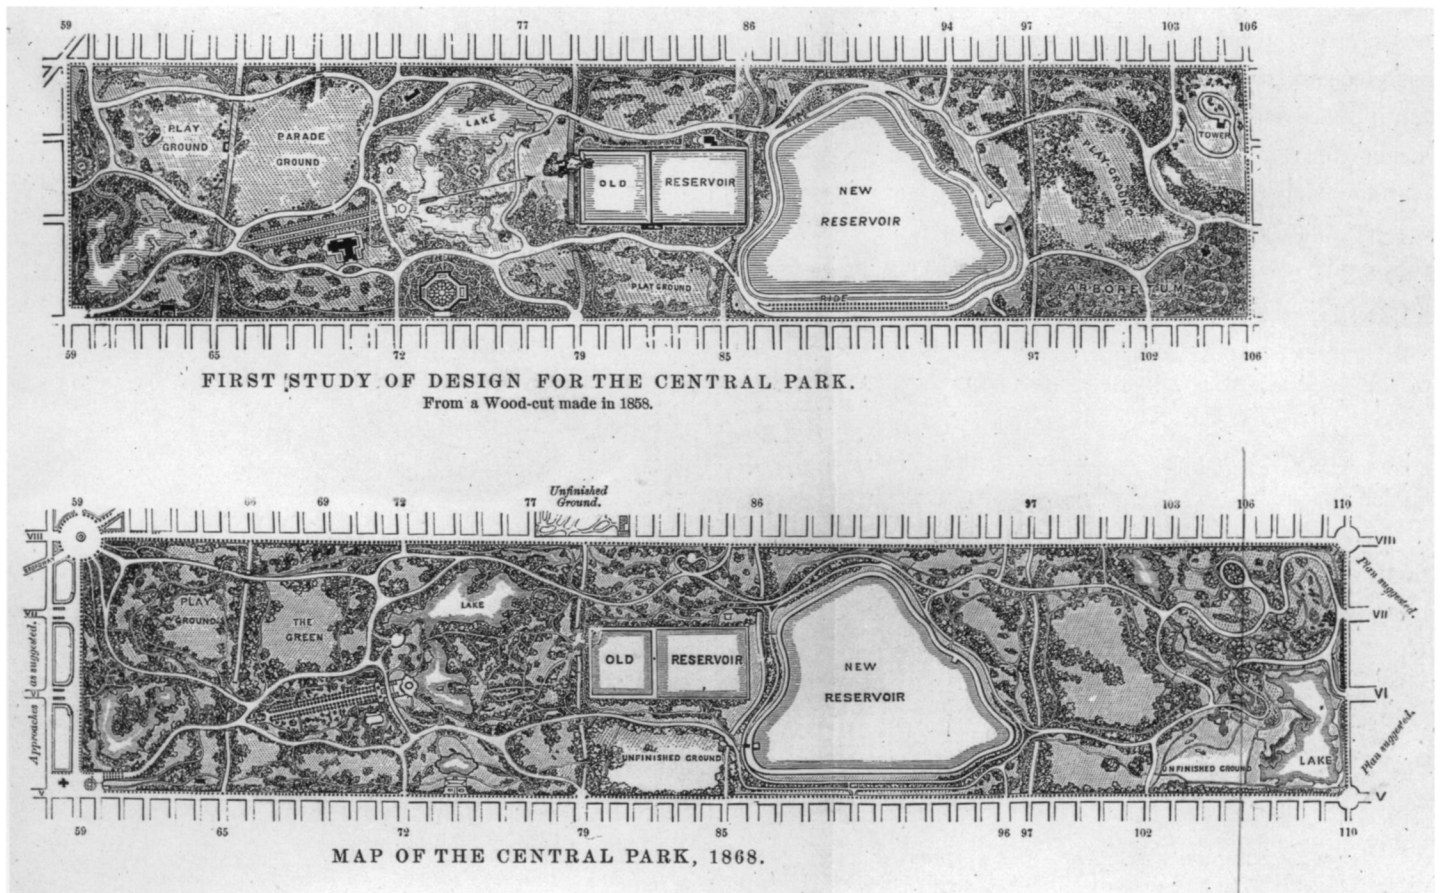 59 77 86 94 97 103 106
PLAY
GROUND
PARADE
GROUND
LAKE
OLD RESERVOIR
NEW
RESERVOIR
PLAY GROUND
TOWER
PLAY GROUND
RIDE
ARBORETUM
59 65 72 79 85 97 102 106
FIRST STUDY OF DESIGN FOR THE CENTRAL PARK.
From a Wood-cut made in 1858.
Unfinished
Ground.
59 66 69 72 77 86 97 103 106 110
VIII
VIII
Plan suggested.
VII
VII
VI
VI
Approaches as suggested.
PLAY
GROUND
THE
GREEN
LAKE
OLD RESERVOIR
NEW
RESERVOIR
UNFINISHED GROUND
UNFINISHED GROUND
LAKE
Plan suggested.
V
V
59 65 72 79 85 96 97 102 110
MAP OF THE CENTRAL PARK, 1868.